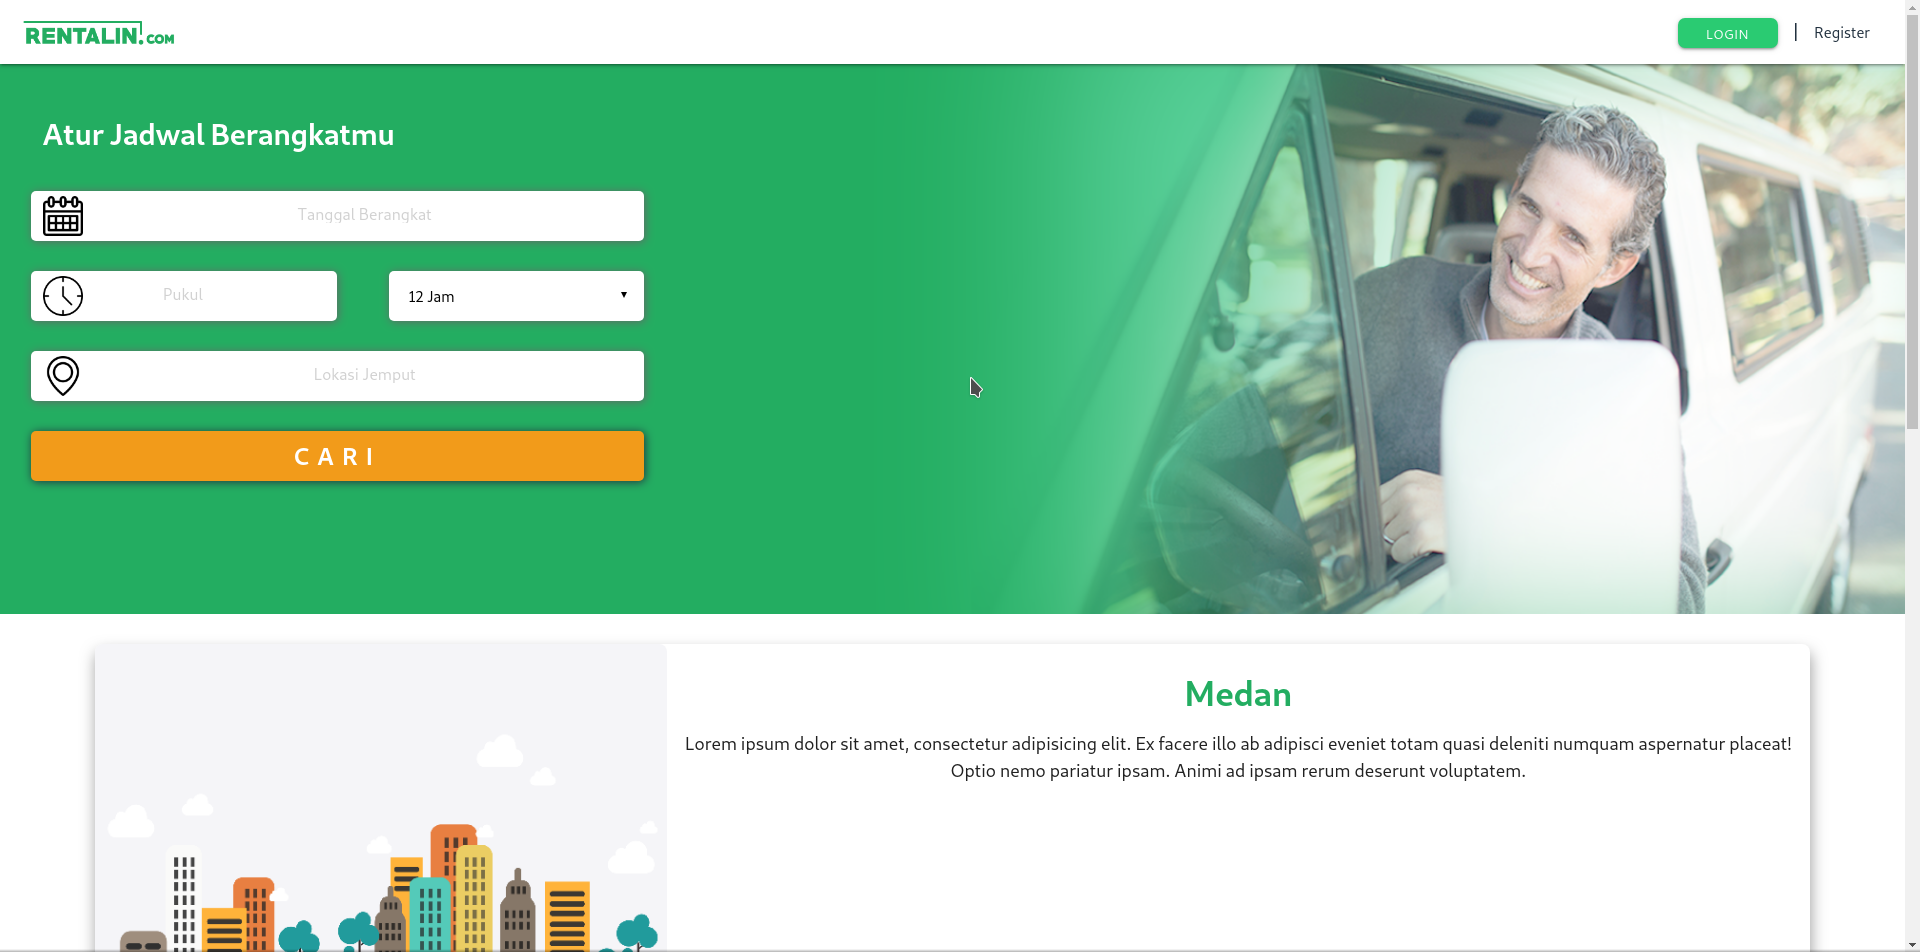 RENTALIN.COM
LOGIN | Register
Atur Jadwal Berangkatmu
Tanggal Berangkat
Pukul
12 Jam
Lokasi Jemput
CARI
Medan
Lorem ipsum dolor sit amet, consectetur adipisicing elit. Ex facere illo ab adipisci eveniet totam quasi deleniti numquam aspernatur placeat!
Optio nemo pariatur ipsam. Animi ad ipsam rerum deserunt voluptatem.